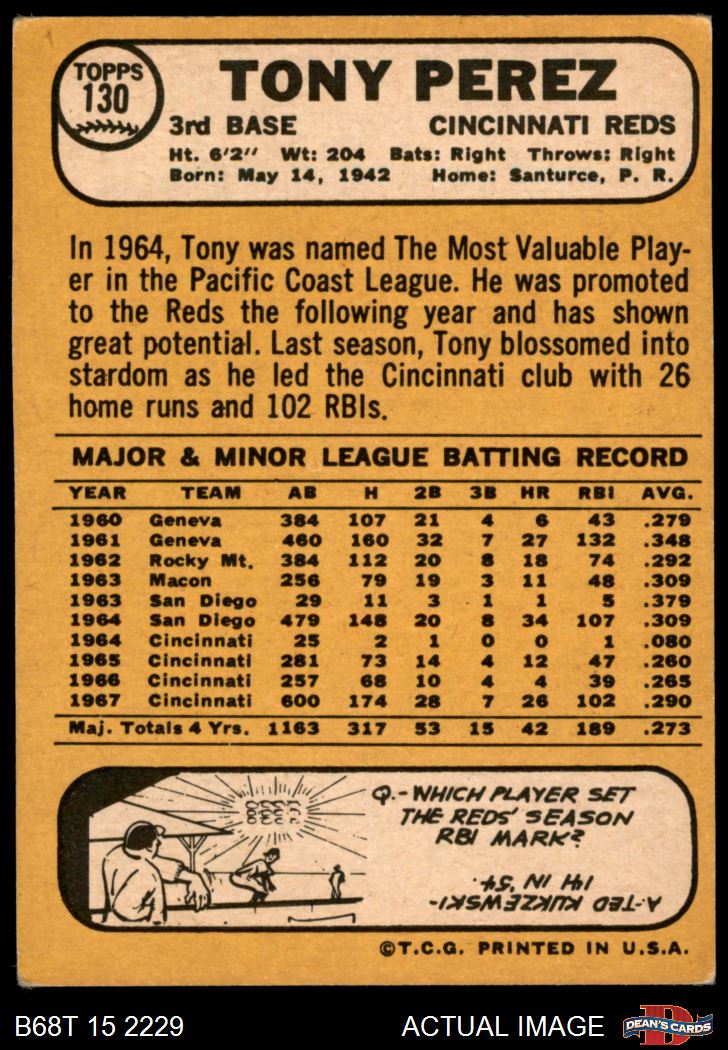 TOPPS
130
TONY PEREZ
3rd BASE CINCINNATI REDS
Ht. 6'2" Wt: 204 Bats: Right Throws: Right
Born: May 14, 1942 Home: Santurce, P. R.
In 1964, Tony was named The Most Valuable Play-
er in the Pacific Coast League. He was promoted
to the Reds the following year and has shown
great potential. Last season, Tony blossomed into
stardom as he led the Cincinnati club with 26
home runs and 102 RBIs.
MAJOR & MINOR LEAGUE BATTING RECORD
YEAR TEAM AB H 2B 3B HR RBI AVG.
1960 Geneva 384 107 21 4 6 43 .279
1961 Geneva 460 160 32 7 27 132 .348
1962 Rocky Mt. 384 112 20 8 18 74 .292
1963 Macon 256 79 19 3 11 48 .309
1963 San Diego 29 11 3 1 1 5 .379
1964 San Diego 479 148 20 8 34 107 .309
1964 Cincinnati 25 2 1 0 0 1 .080
1965 Cincinnati 281 73 14 4 12 47 .260
1966 Cincinnati 257 68 10 4 4 39 .265
1967 Cincinnati 600 174 28 7 26 102 .290
Maj. Totals 4 Yrs. 1163 317 53 15 42 189 .273
Q.-WHICH PLAYER SET
THE REDS' SEASON
RBI MARK?
A-TED KUKZEWSKI-
141 IN '54.
©T.C.G. PRINTED IN U.S.A.
B68T 15 2229 ACTUAL IMAGE
D
DEAN'S CARDS